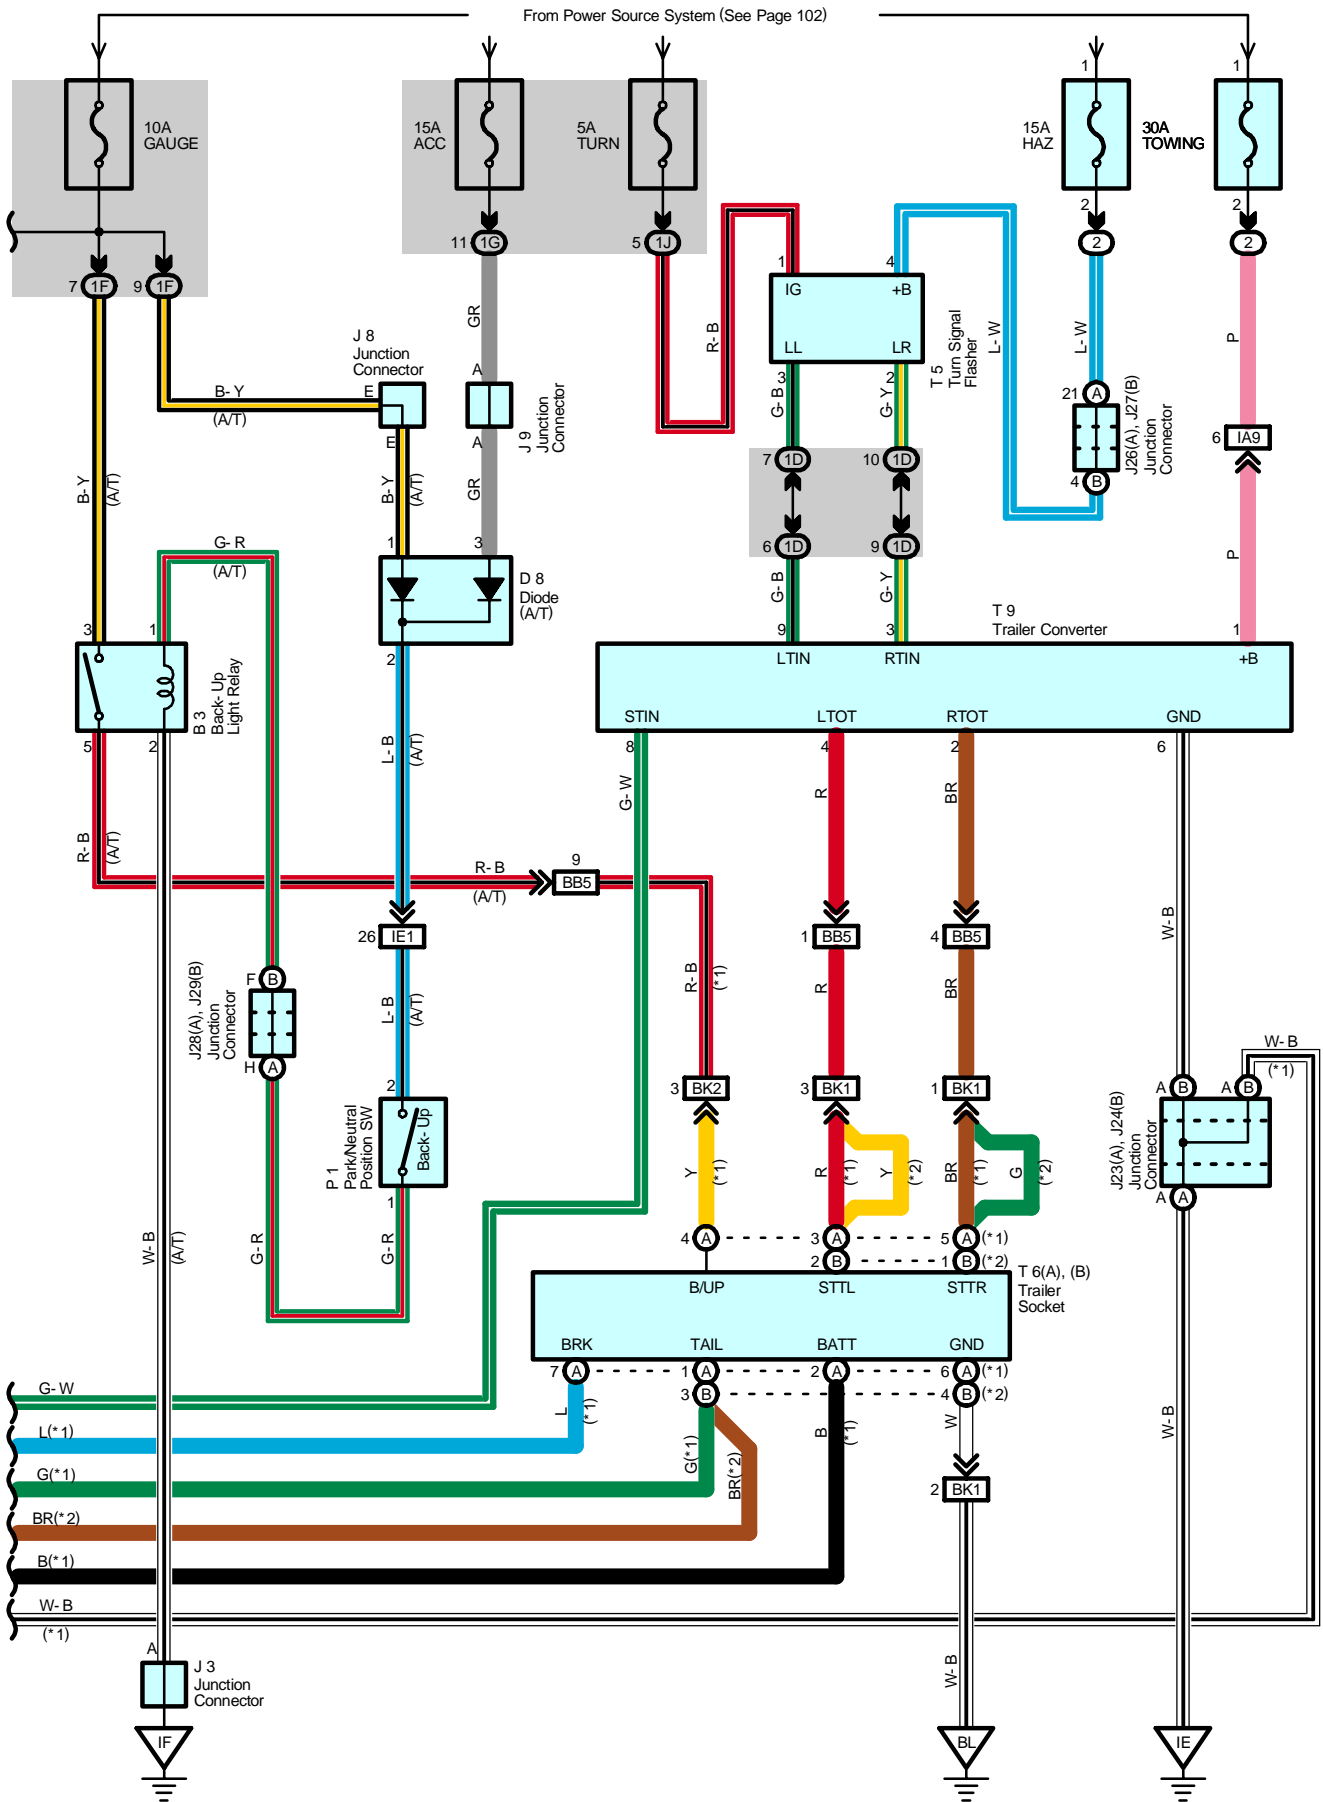 From Power Source System (See Page 102)
1
1
10A
GAUGE
15A
ACC
5A
TURN
15A
HAZ
30A
TOWING
2
2
11 1G
5 1J
2
2
7 1F
9 1F
1
4
IG
+B
LL
LR
3
2
T 5
Turn Signal
Flasher
R- B
L- W
L- W
P
GR
J 8
Junction
Connector
E
B- Y
(A/T)
A
A
J 9
Junction
Connector
E
G- B
G- Y
21 A
4 B
J26(A), J27(B)
Junction
Connector
6 IA9
7 1D
10 1D
B- Y
(A/T)
B- Y
(A/T)
GR
6 1D
9 1D
G- R
(A/T)
1
3
D 8
Diode
(A/T)
G- B
G- Y
P
T 9
Trailer Converter
3
1
2
9
3
1
LTIN
RTIN
+B
STIN
LTOT
RTOT
GND
8
4
2
6
B 3
Back- Up
Light Relay
5
2
L- B
(A/T)
G- W
R
BR
R- B
(A/T)
R- B
(A/T)
9
BB5
W- B
26 IE1
1 BB5
4 BB5
F B
J28(A), J29(B)
Junction
Connector
H A
L- B
(A/T)
R- B
(*1)
R
BR
W- B
(*1)
3 BK2
3 BK1
1 BK1
A B
B
J23(A), J24(B)
Junction
Connector
A A
2
P 1
Park/Neutral
Position SW
Back- Up
1
Y
(*1)
R
(*1)
Y
(*2)
BR
(*1)
G
(*2)
W- B
(A/T)
G- R
G- R
4 A
3 A
5 A (*1)
2 B
1 B (*2)
T 6(A), (B)
Trailer
Socket
B/UP
STTL
STTR
BRK
TAIL
BATT
GND
7 A
1 A
2 A
6 A (*1)
3 B
4 B (*2)
G- W
L
(*1)
G(*1)
BR(*2)
B
(*1)
W
W- B
L(*1)
G(*1)
2 BK1
BR(*2)
B(*1)
W- B
(*1)
A
J 3
Junction
Connector
W- B
IF
BL
IE